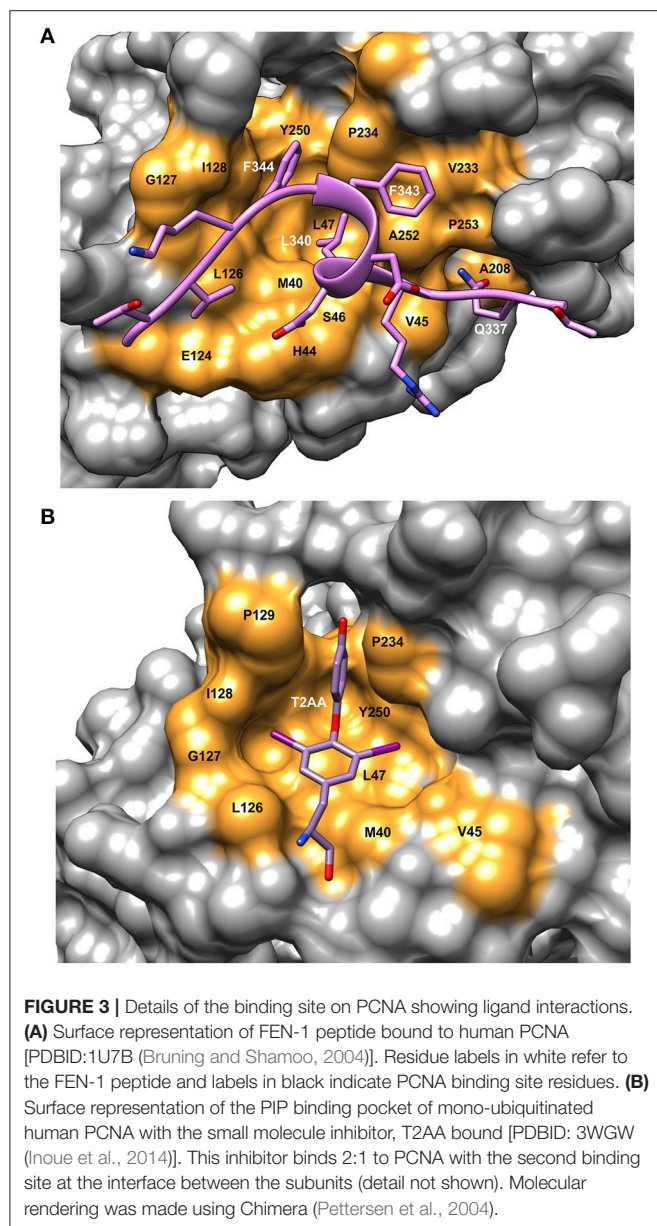 A
Y250
P234
I128
F344
V233
G127
F343
L47
P253
L340
A252
L126
A208
M40
S46
V45
Q337
E124
H44
B
P129
P234
I128
T2AA
Y250
G127
L47
L126
M40
V45
FIGURE 3 | Details of the binding site on PCNA showing ligand interactions.
(A) Surface representation of FEN-1 peptide bound to human PCNA
[PDBID:1U7B (Bruning and Shamoo, 2004)]. Residue labels in white refer to
the FEN-1 peptide and labels in black indicate PCNA binding site residues. (B)
Surface representation of the PIP binding pocket of mono-ubiquitinated
human PCNA with the small molecule inhibitor, T2AA bound [PDBID: 3WGW
(Inoue et al., 2014)]. This inhibitor binds 2:1 to PCNA with the second binding
site at the interface between the subunits (detail not shown). Molecular
rendering was made using Chimera (Pettersen et al., 2004).